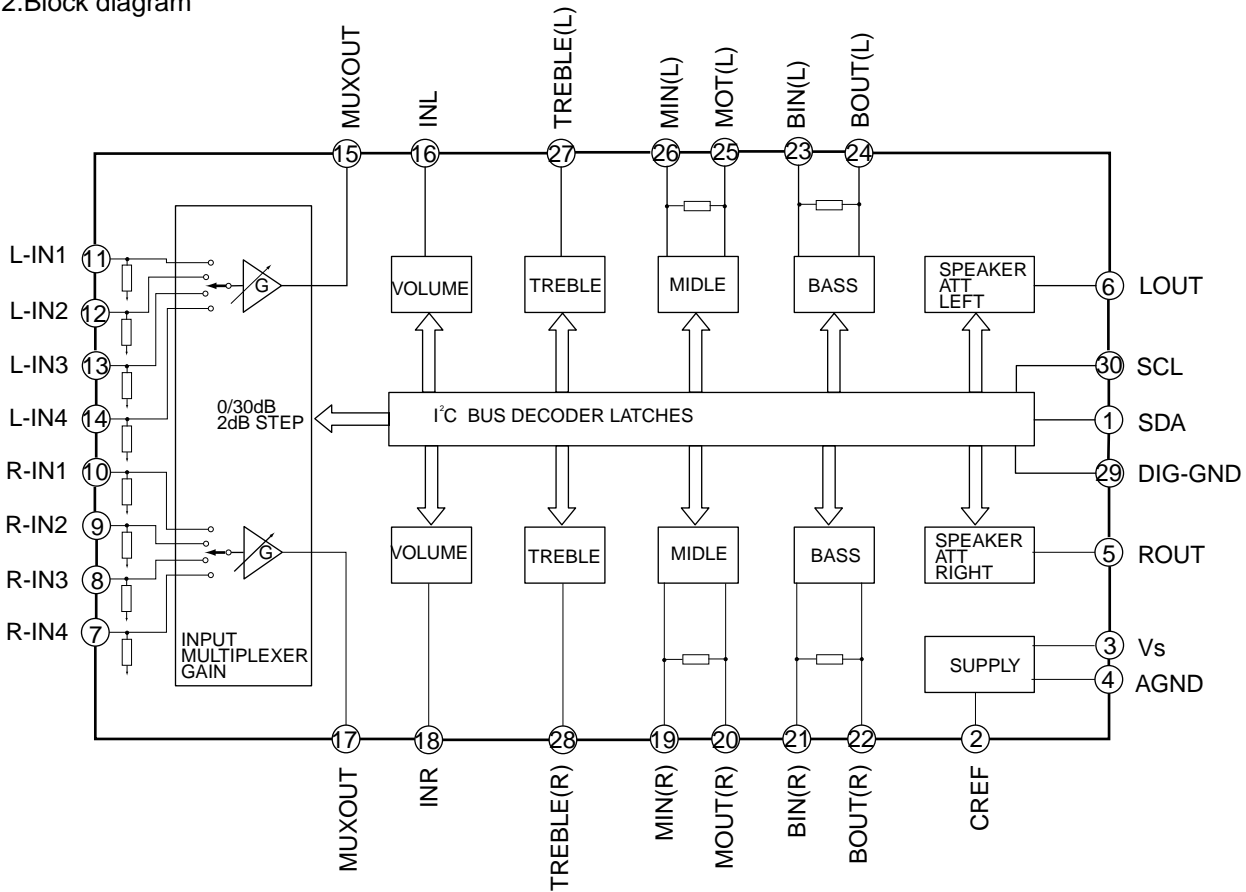 2.Block diagram
MUXOUT
INL
TREBLE(L)
MIN(L)
MOT(L)
BIN(L)
BOUT(L)
15
16
27
26
25
23
24
L-IN1
11
L-IN2
12
L-IN3
13
L-IN4
14
R-IN1
10
R-IN2
9
R-IN3
8
R-IN4
7
G
G
0/30dB
2dB STEP
INPUT
MULTIPLEXER
GAIN
VOLUME
TREBLE
MIDLE
BASS
SPEAKER
ATT
LEFT
I²C BUS DECODER LATCHES
VOLUME
TREBLE
MIDLE
BASS
SPEAKER
ATT
RIGHT
SUPPLY
6
LOUT
30
SCL
1
SDA
29
DIG-GND
5
ROUT
3
Vs
4
AGND
17
18
28
19
20
21
22
2
MUXOUT
INR
TREBLE(R)
MIN(R)
MOUT(R)
BIN(R)
BOUT(R)
CREF